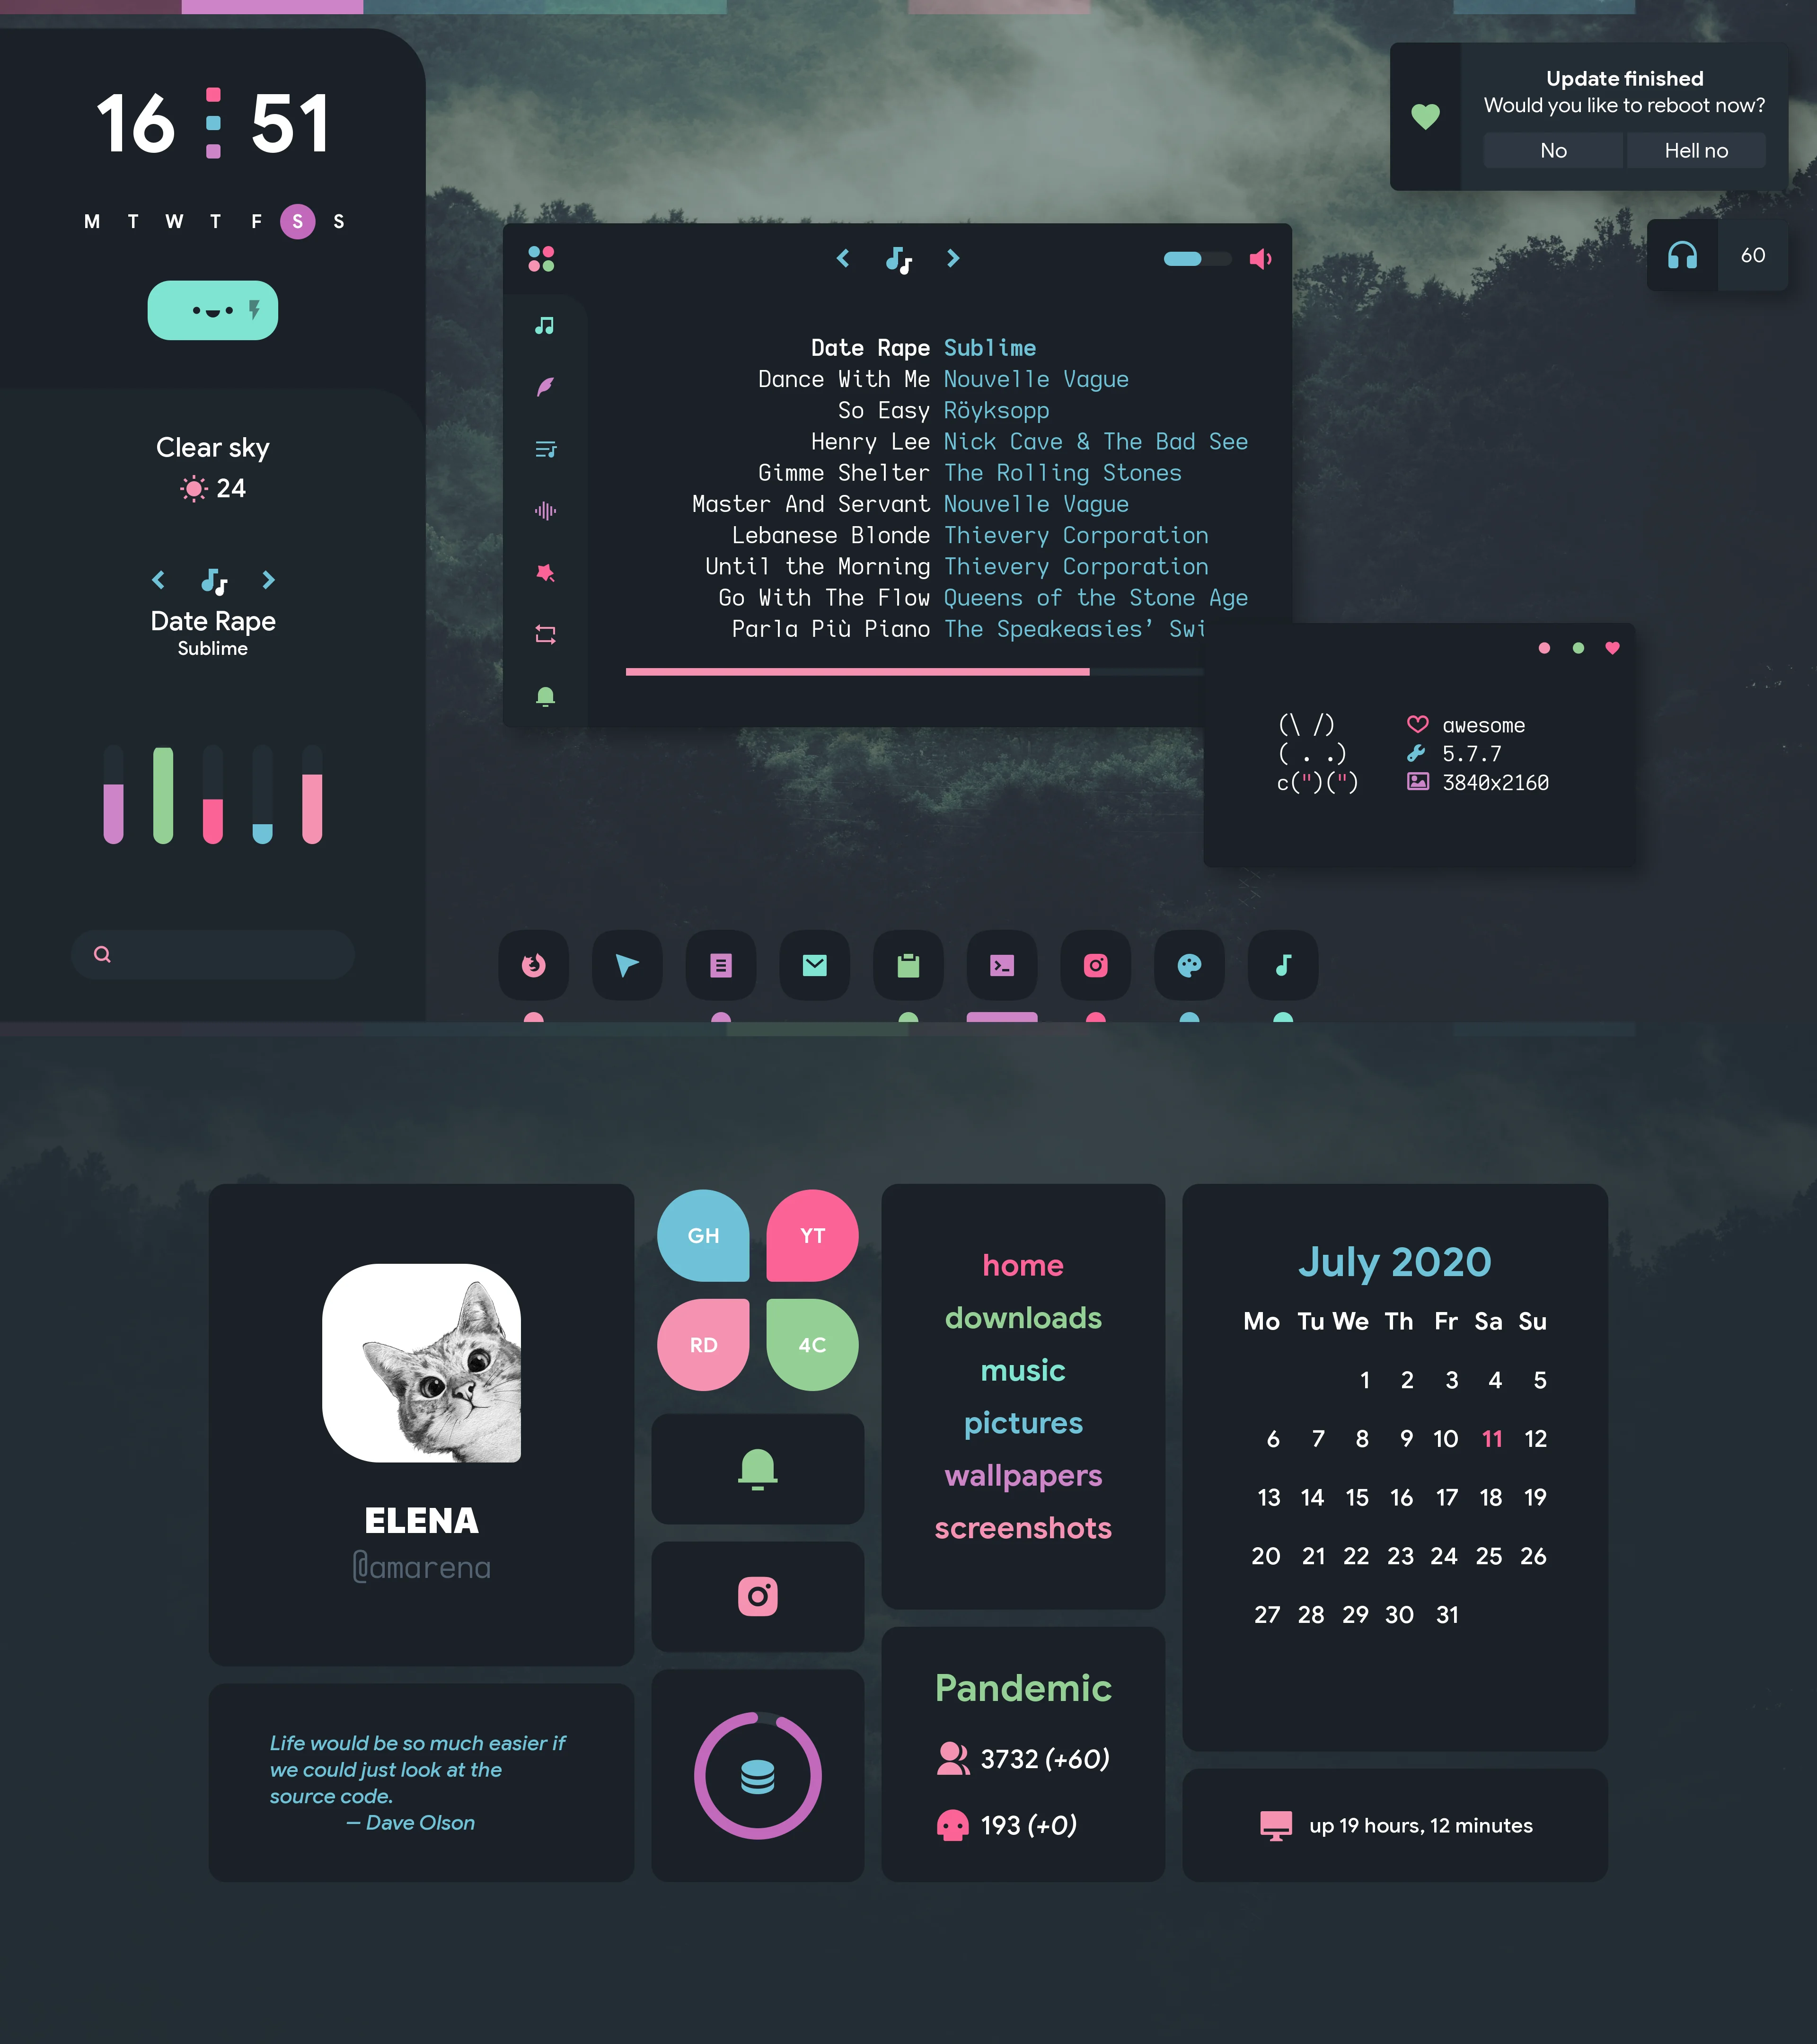 16 51
M T W T F S S
Clear sky
24
Date Rape
Sublime
Date Rape Sublime
Dance With Me Nouvelle Vague
So Easy Röyksopp
Henry Lee Nick Cave & The Bad See
Gimme Shelter The Rolling Stones
Master And Servant Nouvelle Vague
Lebanese Blonde Thievery Corporation
Until the Morning Thievery Corporation
Go With The Flow Queens of the Stone Age
Parla Più Piano The Speakeasies’ Swi
Update finished
Would you like to reboot now?
No Hell no
60
(\ /)
( . .)
c(")(")
awesome
5.7.7
3840x2160
ELENA
@amarena
Life would be so much easier if
we could just look at the
source code.
— Dave Olson
GH YT
RD 4C
home
downloads
music
pictures
wallpapers
screenshots
Pandemic
3732 (+60)
193 (+0)
July 2020
Mo Tu We Th Fr Sa Su
1 2 3 4 5
6 7 8 9 10 11 12
13 14 15 16 17 18 19
20 21 22 23 24 25 26
27 28 29 30 31
up 19 hours, 12 minutes